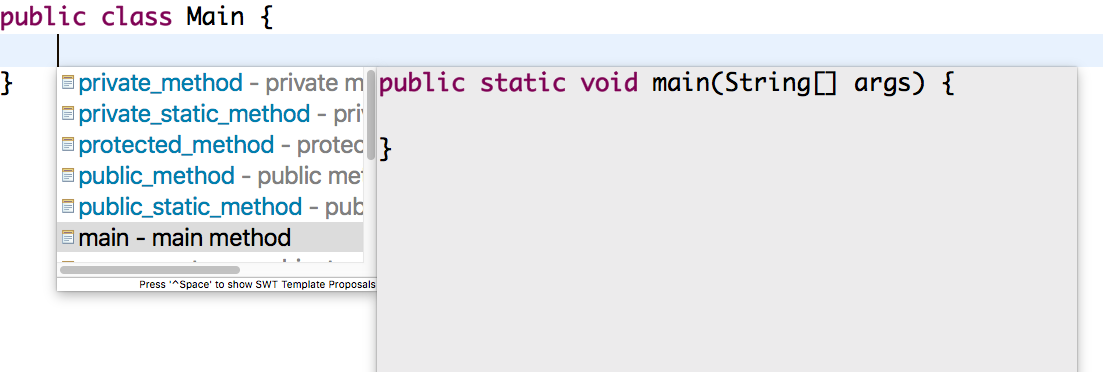 public class Main {
}
private_method - private m
private_static_method - pri
protected_method - protec
public_method - public me
public_static_method - pub
main - main method
Press '^Space' to show SWT Template Proposals
public static void main(String[] args) {
}